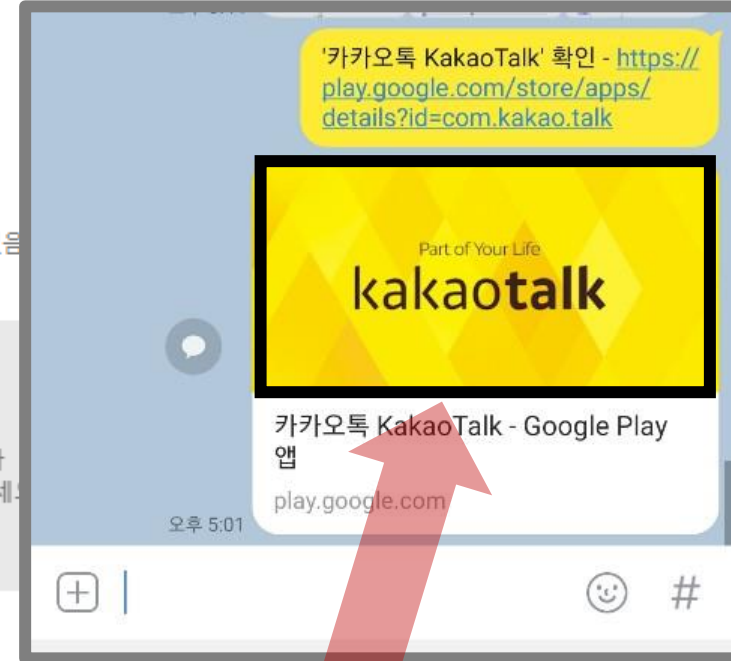 '카카오톡 KakaoTalk' 확인 - https://
play.google.com/store/apps/
details?id=com.kakao.talk
Part of Your Life
kakaotalk
카카오톡 KakaoTalk - Google Play
앱
play.google.com
오후 5:01
#